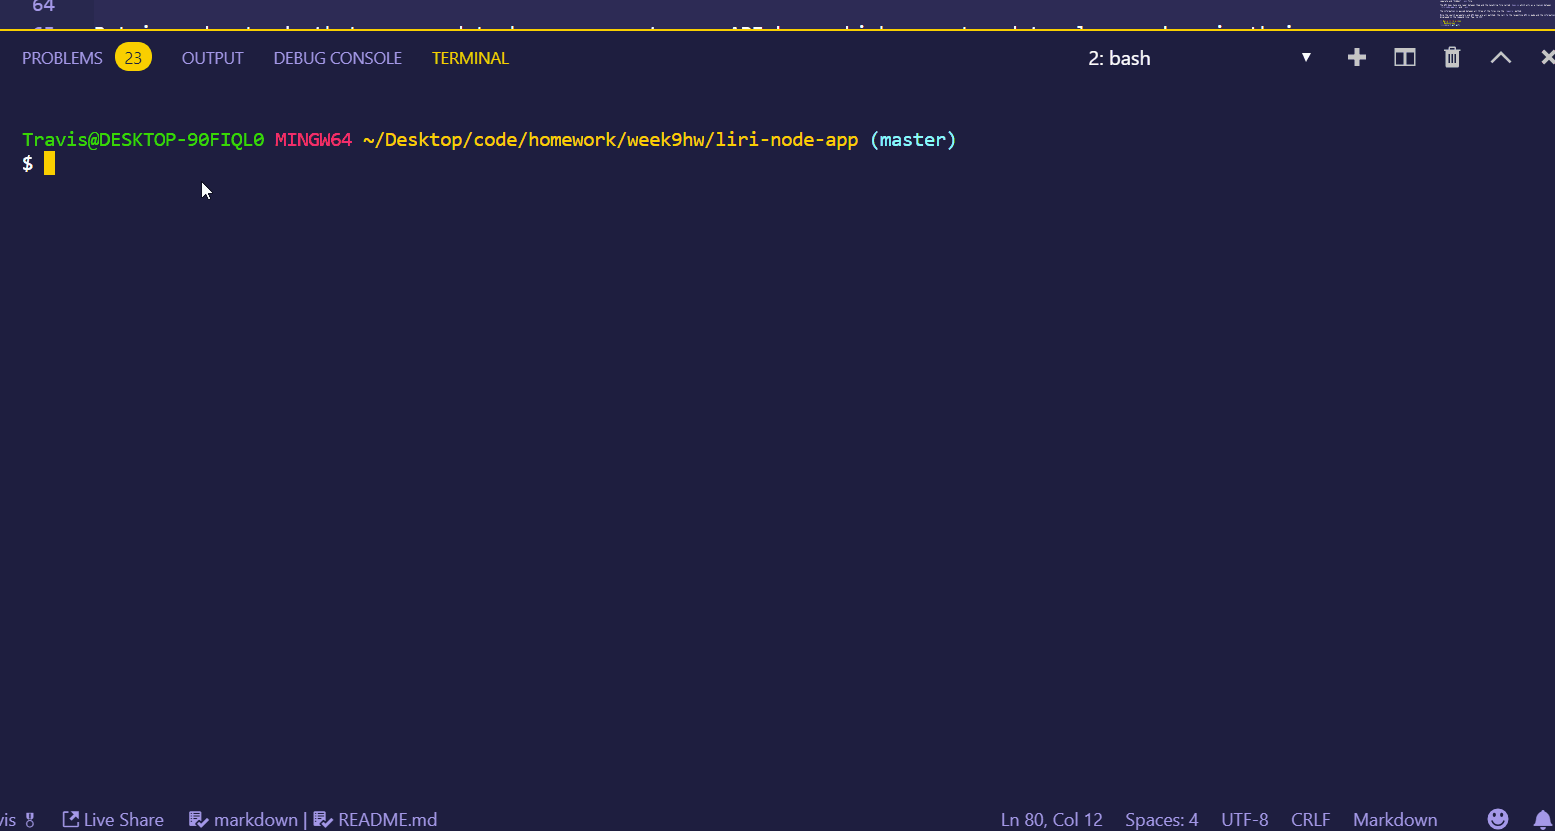 64
PROBLEMS 23 OUTPUT DEBUG CONSOLE TERMINAL 2: bash
Travis@DESKTOP-90FIQL0 MINGW64 ~/Desktop/code/homework/week9hw/liri-node-app (master)
$
Live Share markdown | README.md Ln 80, Col 12 Spaces: 4 UTF-8 CRLF Markdown